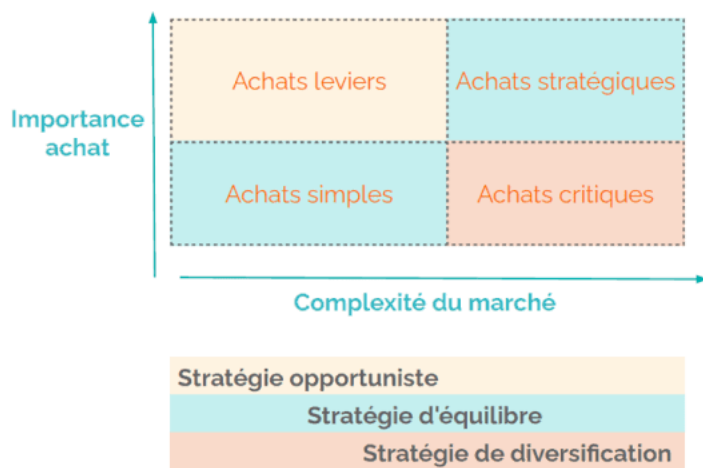 Importance
achat
Achats leviers
Achats stratégiques
Achats simples
Achats critiques
Complexité du marché
Stratégie opportuniste
Stratégie d'équilibre
Stratégie de diversification